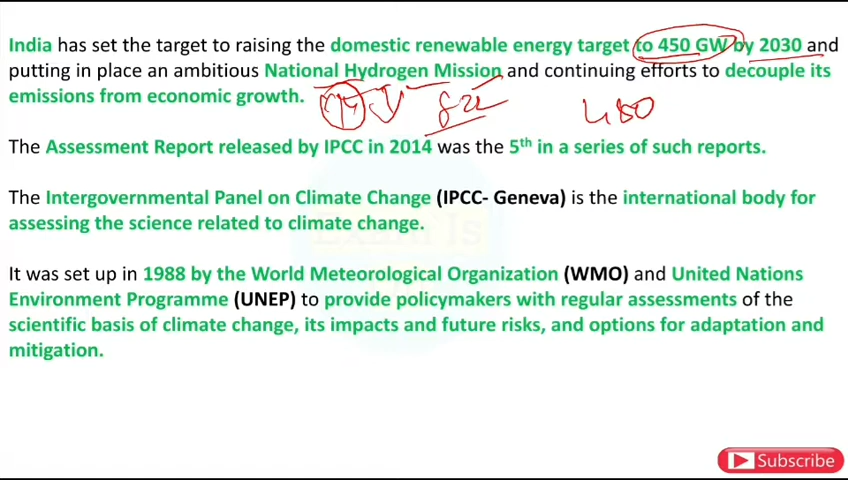 India has set the target to raising the domestic renewable energy target to 450 GW by 2030 and
putting in place an ambitious National Hydrogen Mission and continuing efforts to decouple its
emissions from economic growth.
480
The Assessment Report released by IPCC in 2014 was the 5th in a series of such reports.
The Intergovernmental Panel on Climate Change (IPCC- Geneva) is the international body for
assessing the science related to climate change.
It was set up in 1988 by the World Meteorological Organization (WMO) and United Nations
Environment Programme (UNEP) to provide policymakers with regular assessments of the
scientific basis of climate change, its impacts and future risks, and options for adaptation and
mitigation.
Subscribe